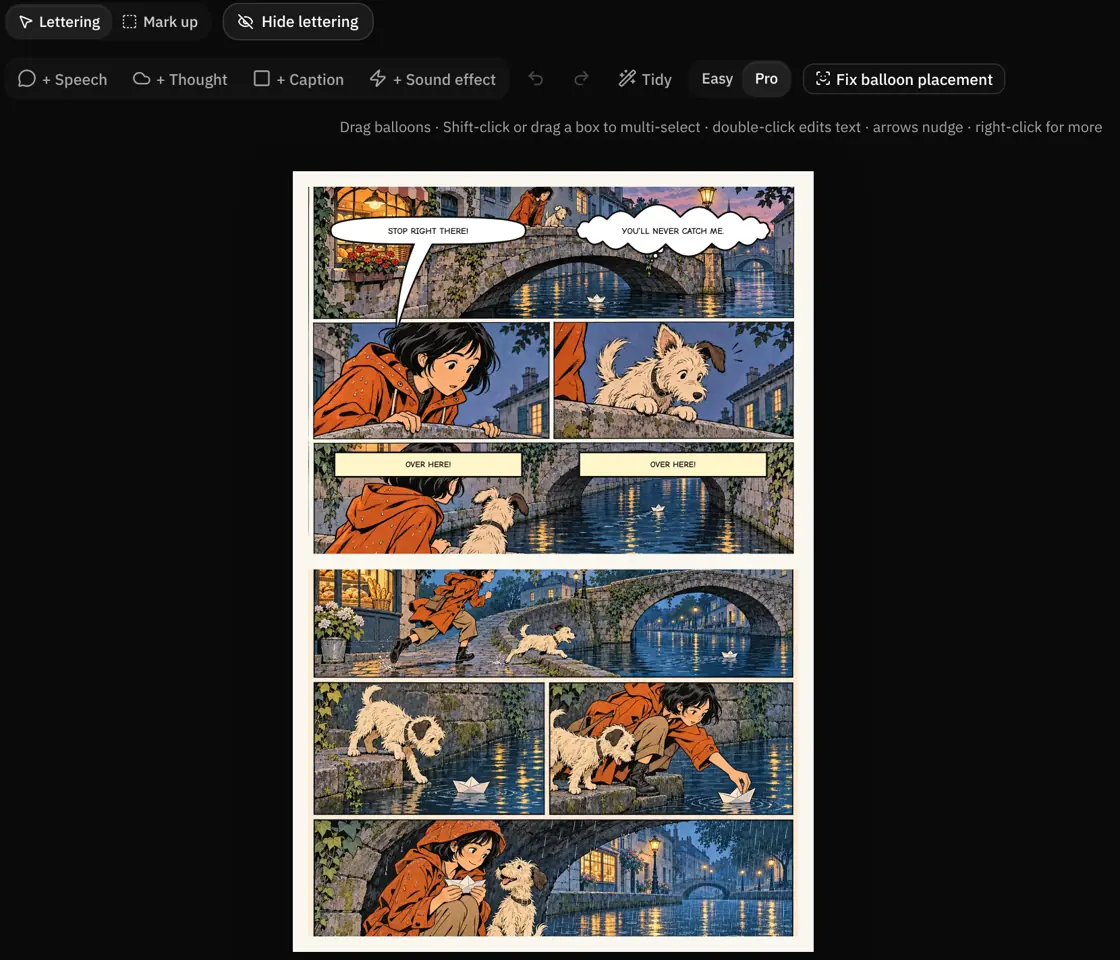 Lettering Mark up Hide lettering
+ Speech + Thought + Caption + Sound effect Tidy Easy Pro Fix balloon placement
Drag balloons · Shift-click or drag a box to multi-select · double-click edits text · arrows nudge · right-click for more
STOP RIGHT THERE!
YOU'LL NEVER CATCH ME.
OVER HERE!
OVER HERE!